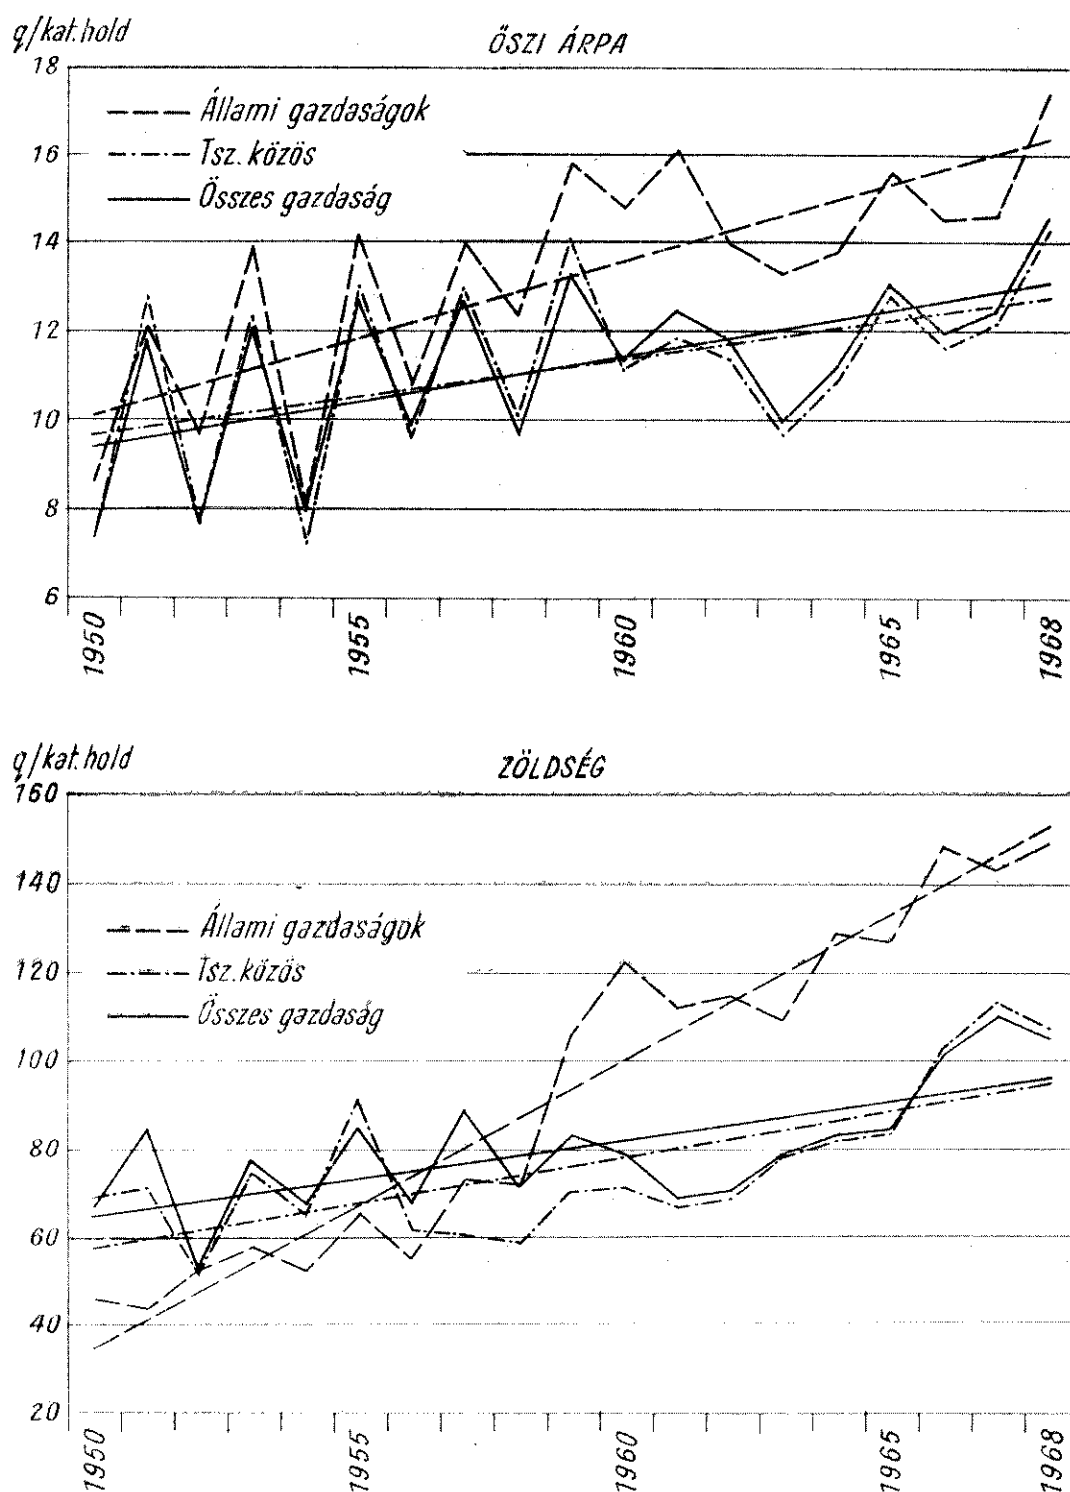 q/kat.hold
ŐSZI ÁRPA
18
Állami gazdaságok
16
Tsz. közös
Összes gazdaság
14
12
10
8
6
1950
1955
1960
1965
1968
q/kat.hold
ZÖLDSÉG
160
140
Állami gazdaságok
120
Tsz. közös
Összes gazdaság
100
80
60
40
20
1950
1955
1960
1965
1968